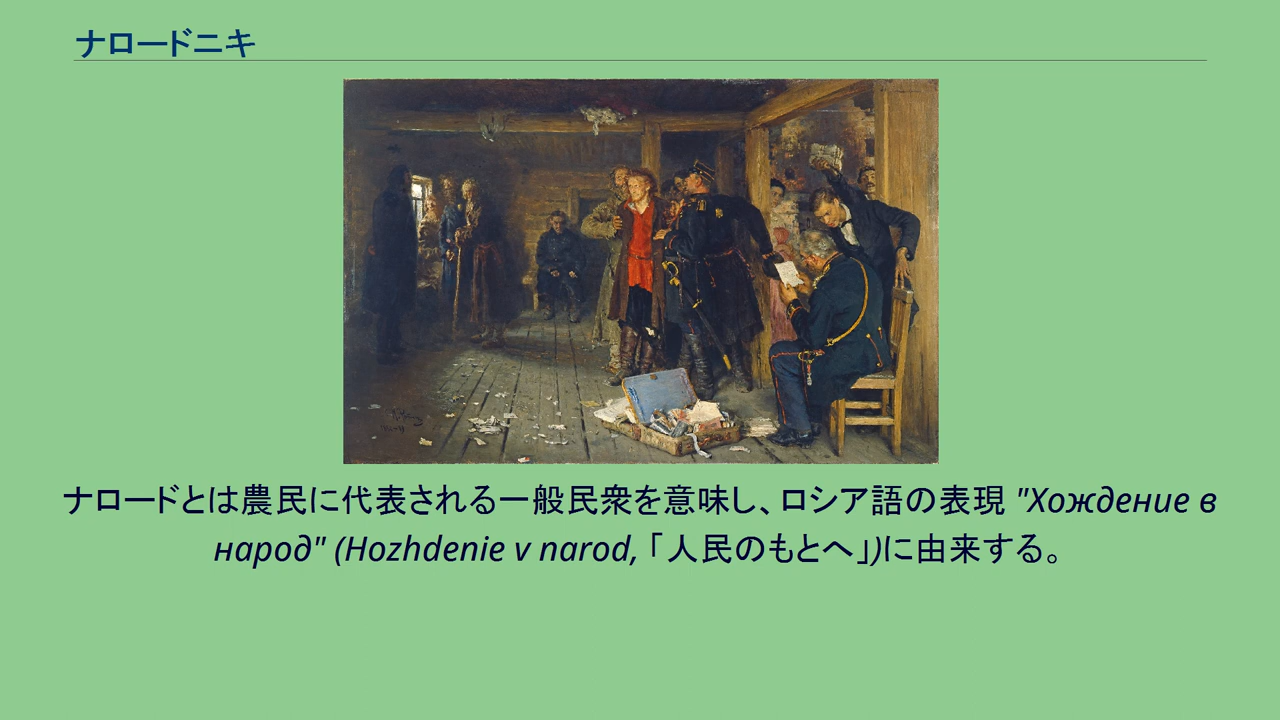 ナロードニキ
ナロードとは農民に代表される一般民衆を意味し、ロシア語の表現 "Хождение в
народ" (Hozhdenie v narod, 「人民のもとへ」)に由来する。